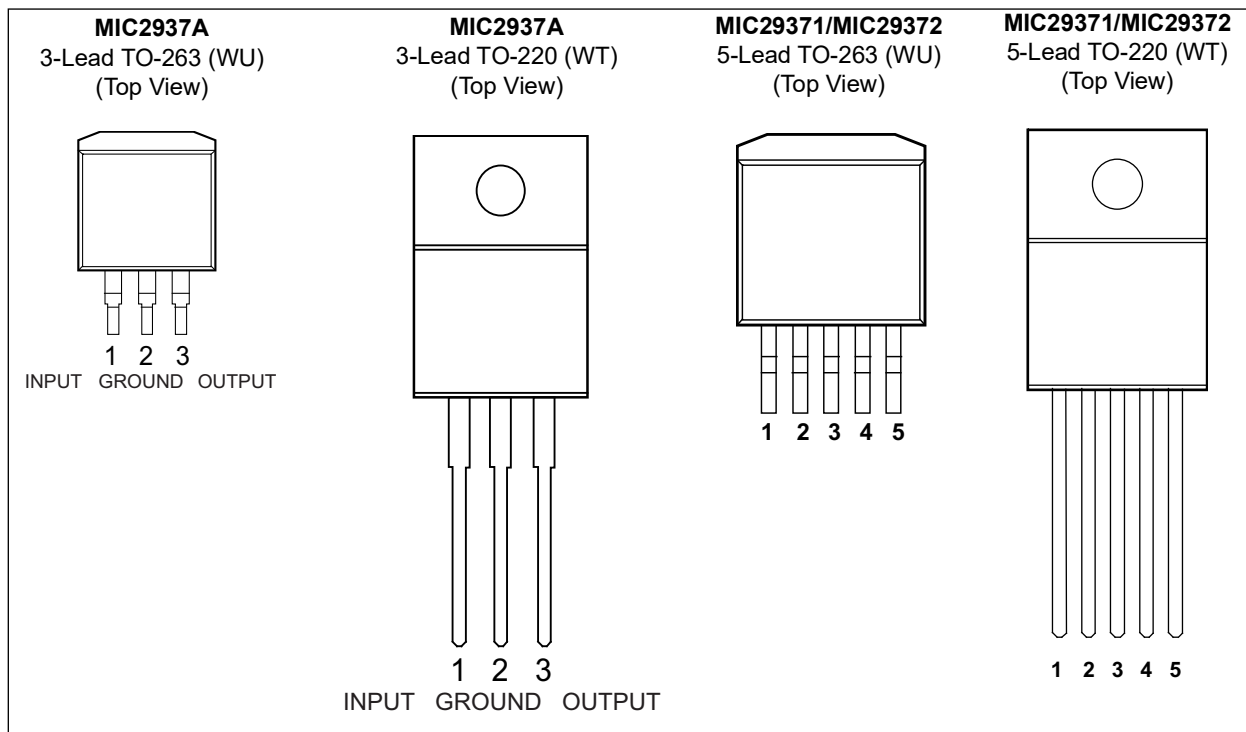 MIC2937A
3-Lead TO-263 (WU)
(Top View)
1 2 3
INPUT GROUND OUTPUT
MIC2937A
3-Lead TO-220 (WT)
(Top View)
1 2 3
INPUT GROUND OUTPUT
MIC29371/MIC29372
5-Lead TO-263 (WU)
(Top View)
1 2 3 4 5
MIC29371/MIC29372
5-Lead TO-220 (WT)
(Top View)
1 2 3 4 5